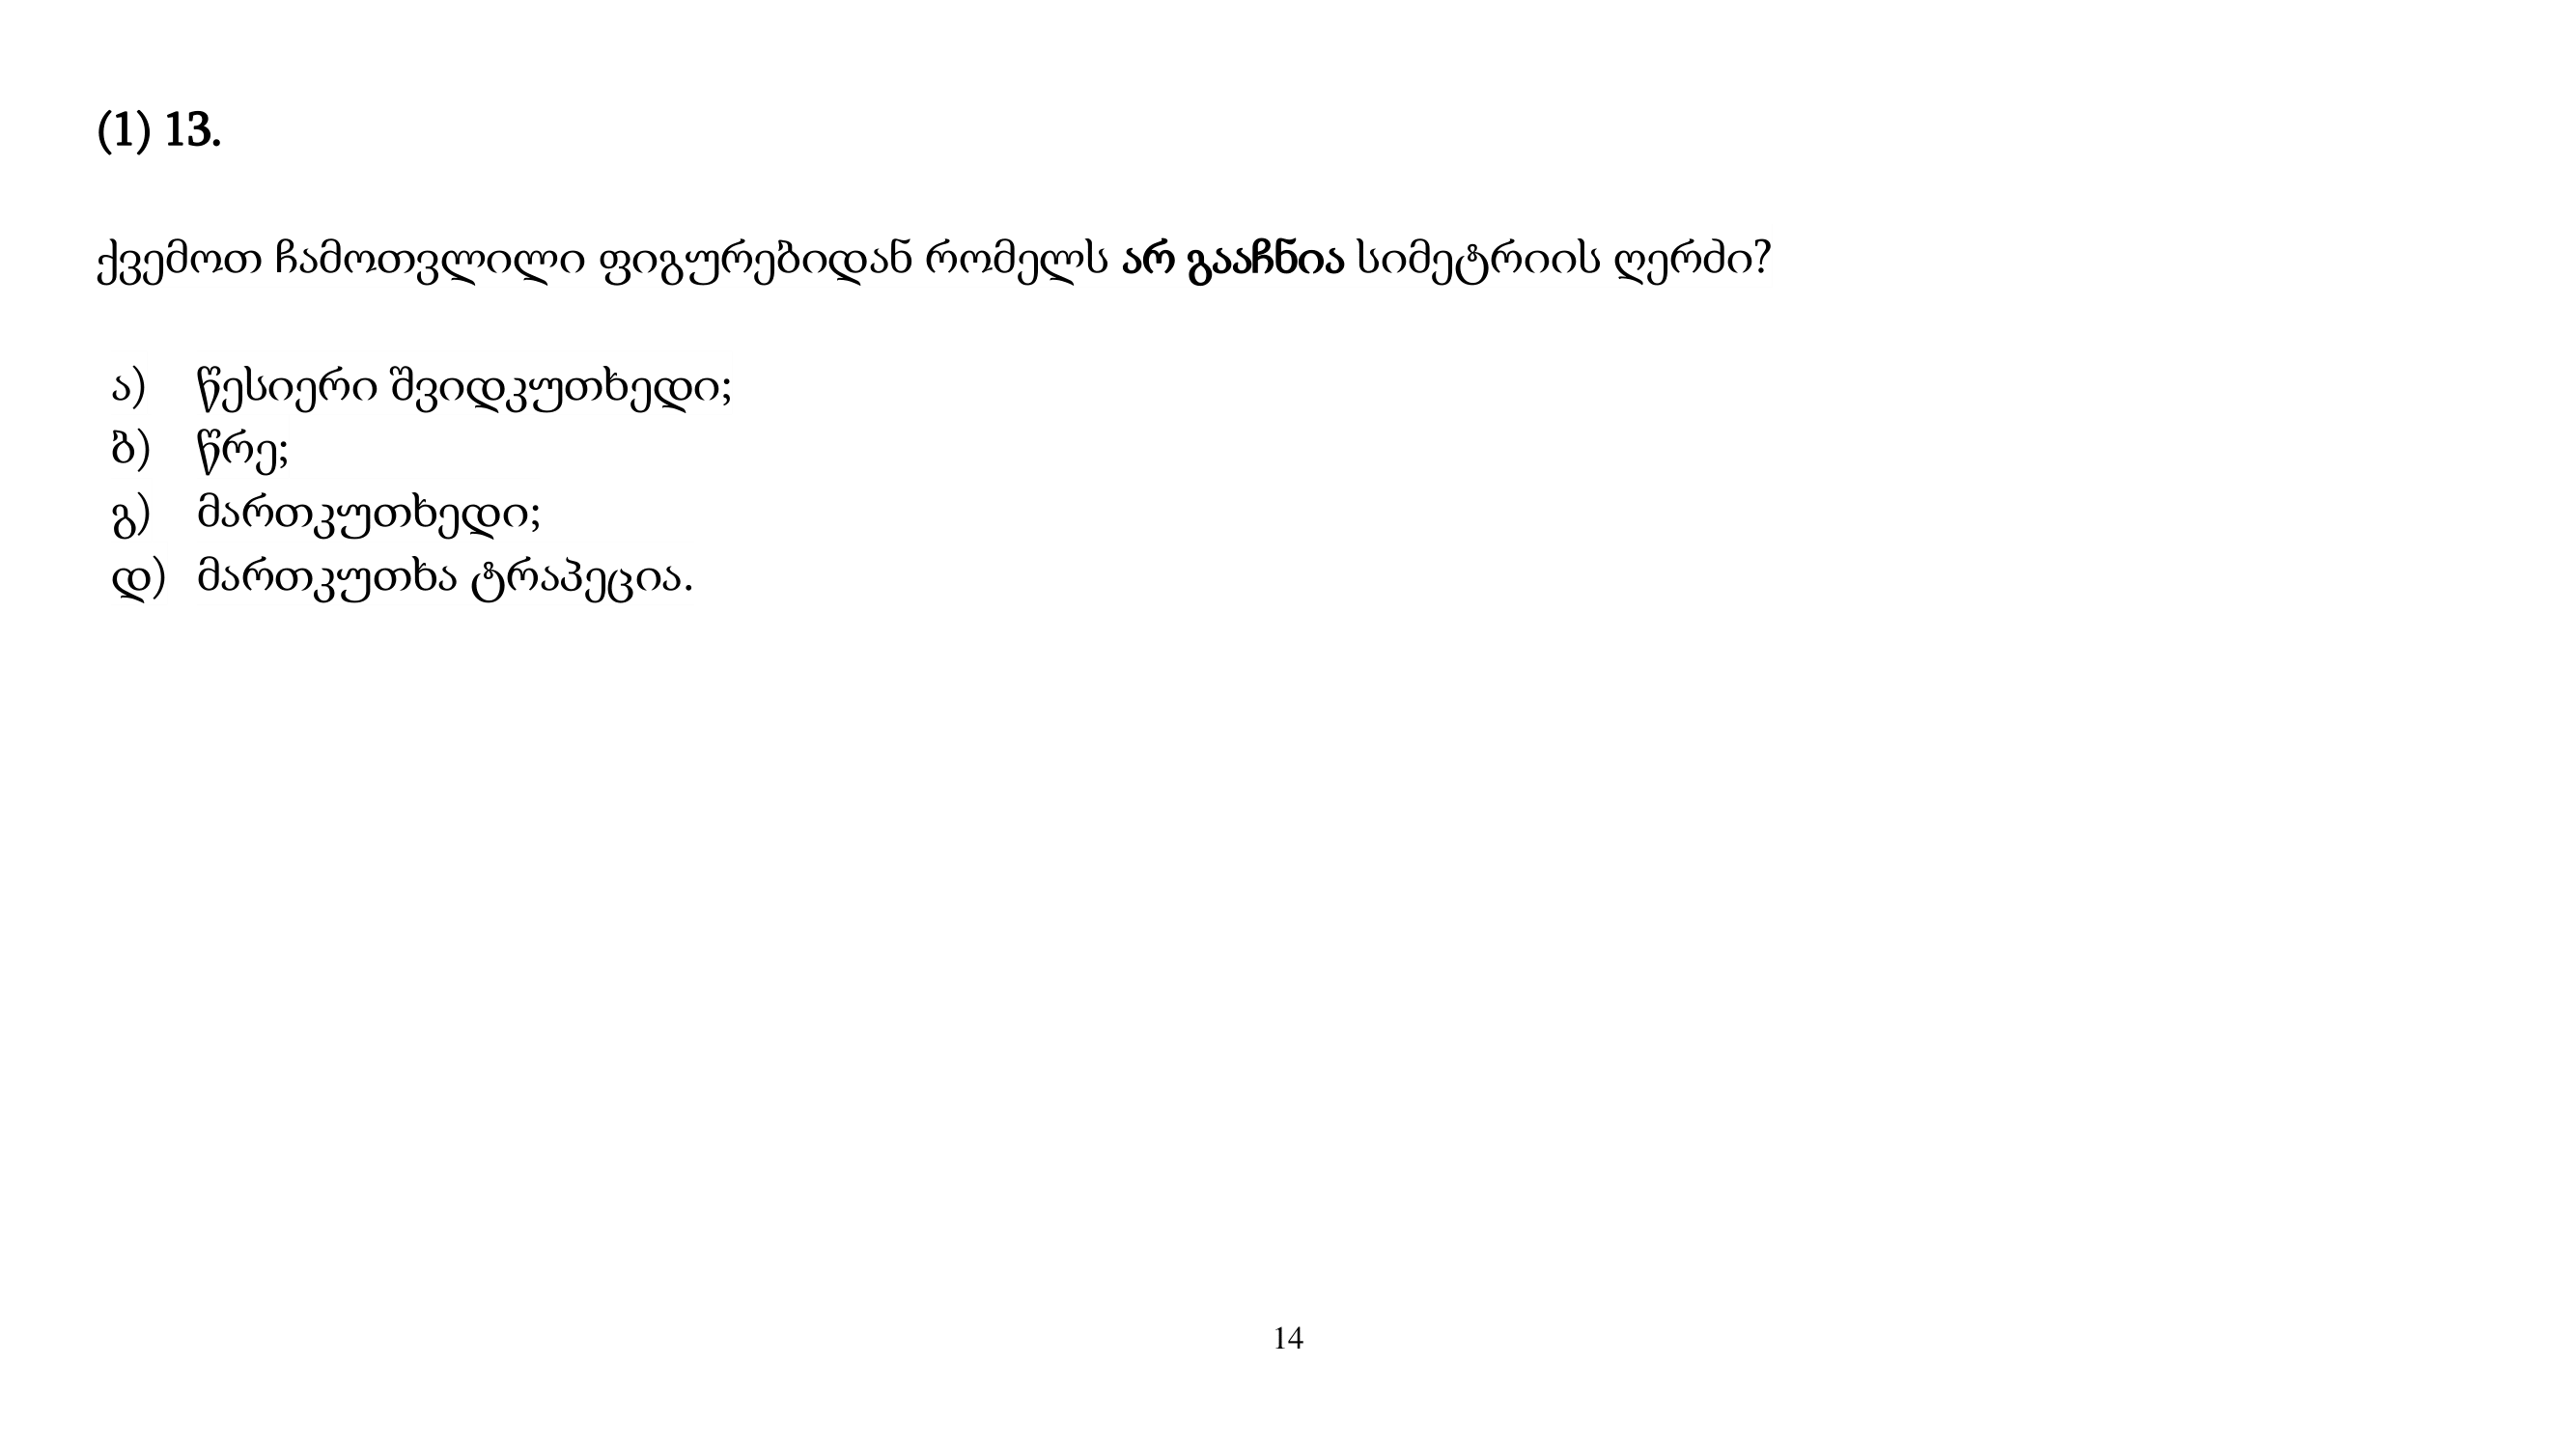 (1) 13.
ქვემოთ ჩამოთვლილი ფიგურებიდან რომელს არ გააჩნია სიმეტრიის ღერძი?
ა) წესიერი შვიდკუთხედი;
ბ) წრე;
გ) მართკუთხედი;
დ) მართკუთხა ტრაპეცია.
14